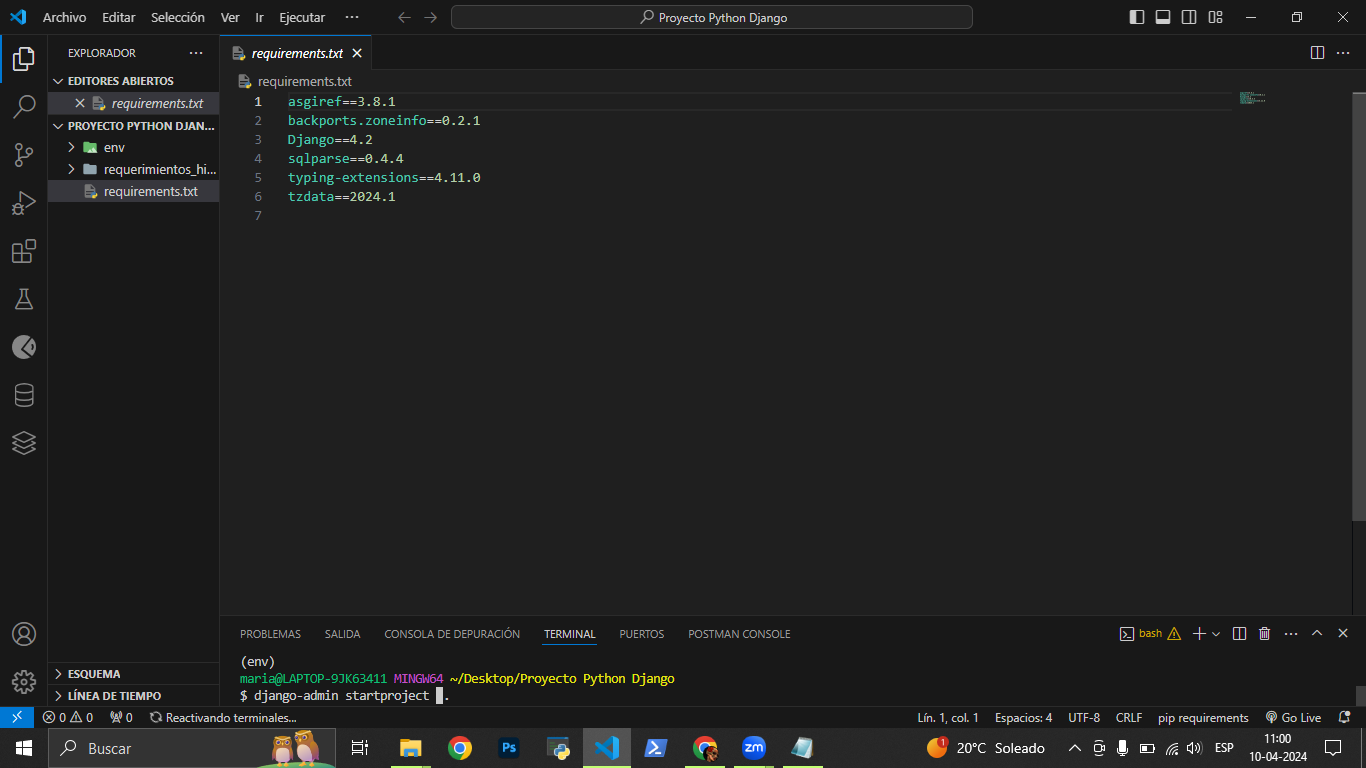 Archivo Editar Selección Ver Ir Ejecutar ··· Proyecto Python Django
EXPLORADOR ···
requirements.txt
EDITORES ABIERTOS
requirements.txt
PROYECTO PYTHON DJAN...
env
requerimientos_hi...
requirements.txt
ESQUEMA
LÍNEA DE TIEMPO
requirements.txt
1 asgiref==3.8.1
2 backports.zoneinfo==0.2.1
3 Django==4.2
4 sqlparse==0.4.4
5 typing-extensions==4.11.0
6 tzdata==2024.1
7
PROBLEMAS SALIDA CONSOLA DE DEPURACIÓN TERMINAL PUERTOS POSTMAN CONSOLE bash
(env)
maria@LAPTOP-9JK63411 MINGW64 ~/Desktop/Proyecto Python Django
$ django-admin startproject .
0 0 0 Reactivando terminales... Lín. 1, col. 1 Espacios: 4 UTF-8 CRLF pip requirements Go Live
Buscar Ps zm 1 20°C Soleado ESP 11:00
10-04-2024